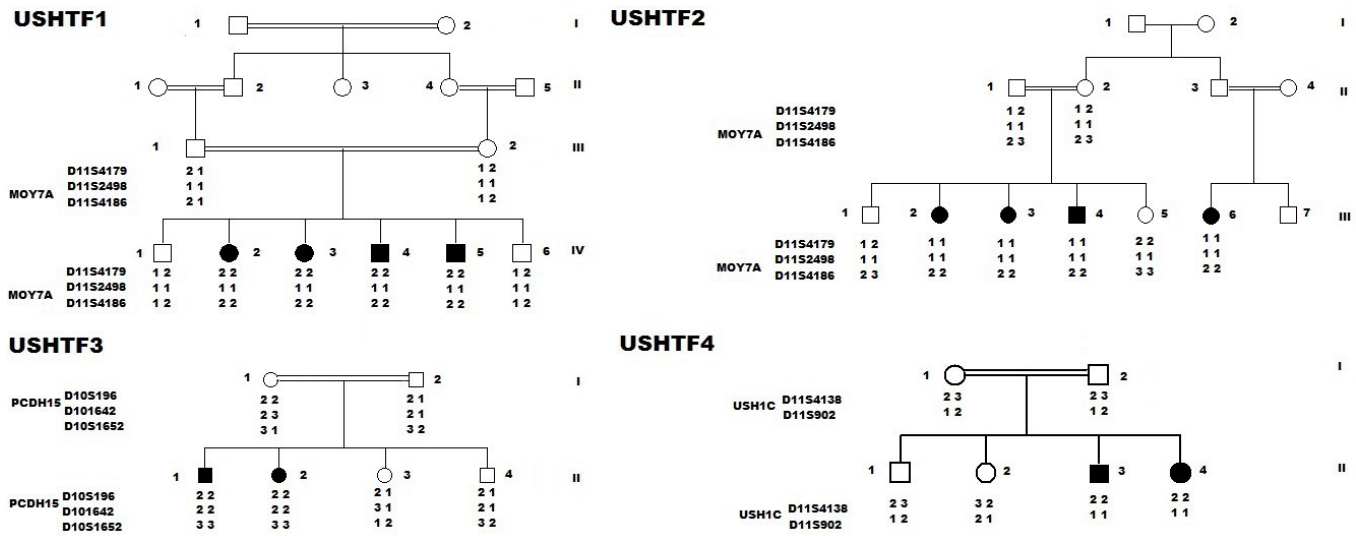 USHTF1
1 2 I
1 2 3 4 5 II
1 2 III
MOY7A
D11S4179 2 1 1 2
D11S2498 1 1 1 1
D11S4186 2 1 1 2
1 2 3 4 5 6 IV
MOY7A
D11S4179 1 2 2 2 2 2 2 2 2 2 1 2
D11S2498 1 1 1 1 1 1 1 1 1 1 1 1
D11S4186 1 2 2 2 2 2 2 2 2 2 1 2
USHTF2
1 2 I
1 2 3 4 II
MOY7A
D11S4179 1 2 1 2
D11S2498 1 1 1 1
D11S4186 2 3 2 3
1 2 3 4 5 6 7 III
MOY7A
D11S4179 1 2 1 1 1 1 1 1 2 2 1 1
D11S2498 1 1 1 1 1 1 1 1 1 1 1 1
D11S4186 2 3 2 2 2 2 2 2 3 3 2 2
USHTF3
1 2 I
PCDH15
D10S196 2 2 2 1
D101642 2 3 2 1
D10S1652 3 1 3 2
1 2 3 4 II
PCDH15
D10S196 2 2 2 2 2 1 2 1
D101642 2 2 2 2 3 1 2 1
D10S1652 3 3 3 3 1 2 3 2
USHTF4
1 2 I
USH1C
D11S4138 2 3 2 3
D11S902 1 2 1 2
1 2 3 4 II
USH1C
D11S4138 2 3 3 2 2 2 2 2
D11S902 1 2 2 1 1 1 1 1